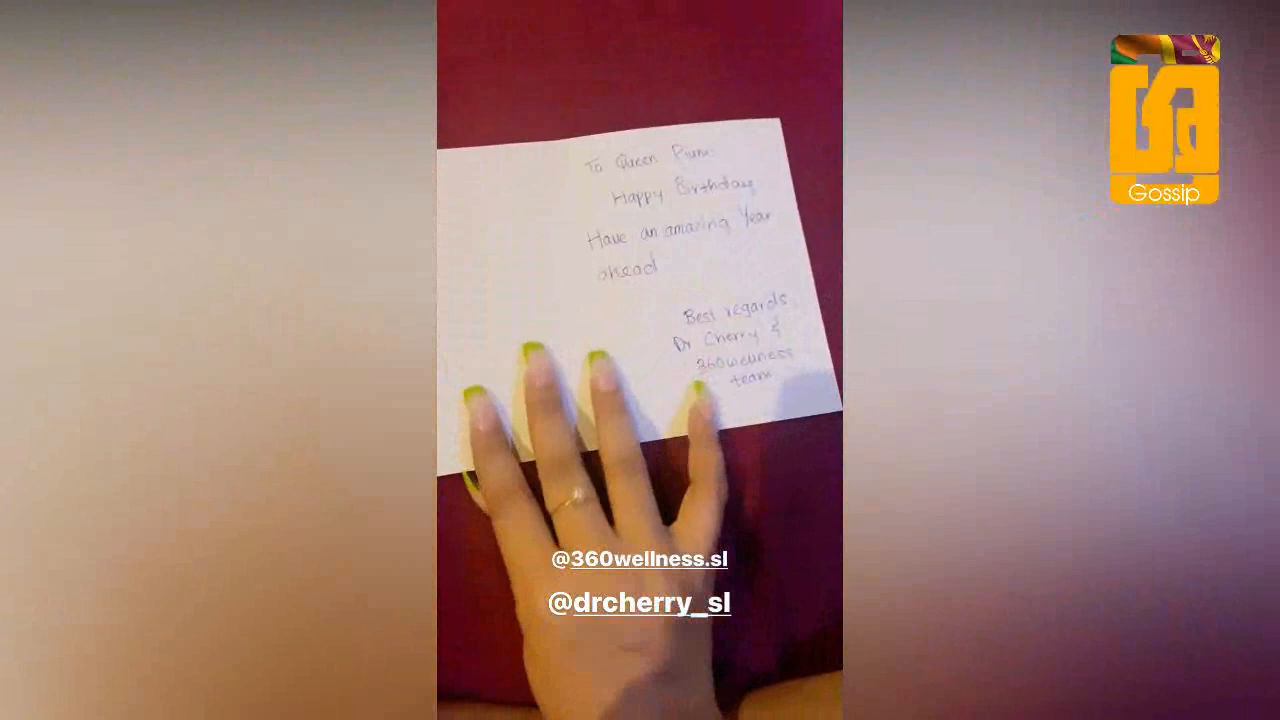 To Queen
Happy Birthday
Have an amazing Year
ahead
Best regards
Dr Cherry &
360wellness
team
@360wellness.sl
@drcherry_sl
Gossip